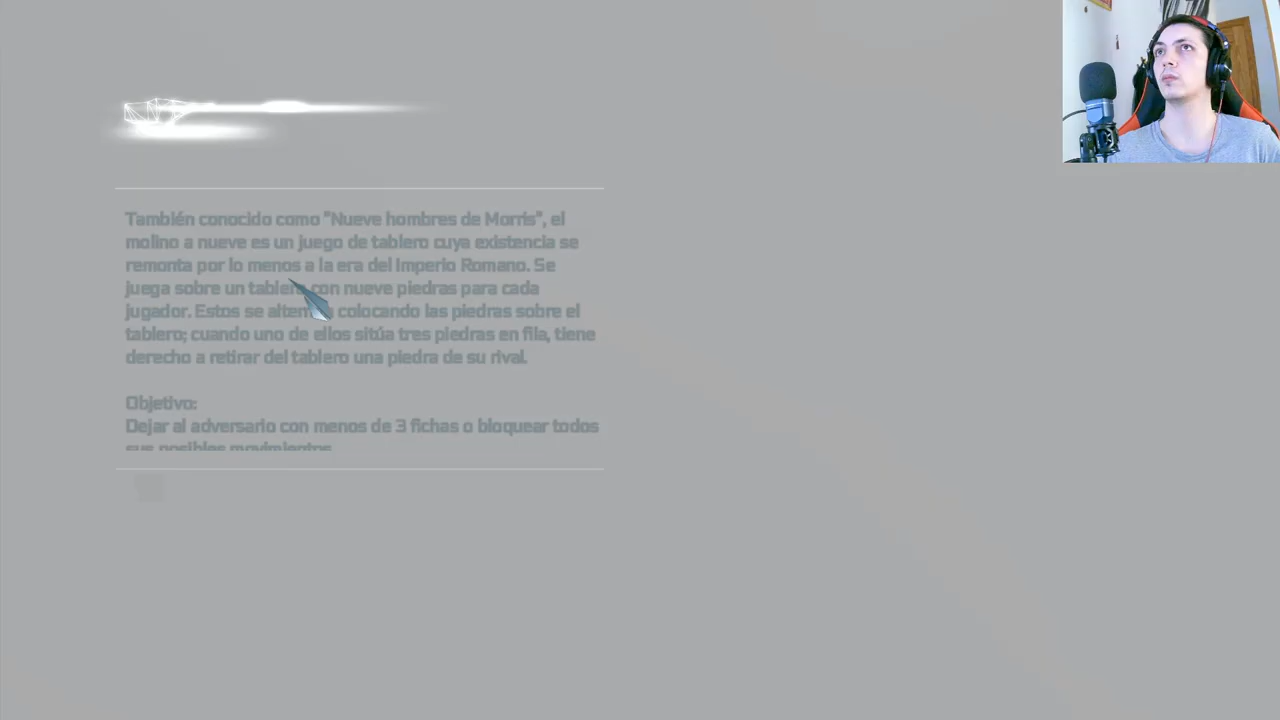 También conocido como "Nueve hombres de Morris", el
molino a nueve es un juego de tablero cuya existencia se
remonta por lo menos a la era del Imperio Romano. Se
juega sobre un tablero con nueve piedras para cada
jugador. Estos se alternan colocando las piedras sobre el
tablero; cuando uno de ellos sitúa tres piedras en fila, tiene
derecho a retirar del tablero una piedra de su rival.
Objetivo:
Dejar al adversario con menos de 3 fichas o bloquear todos
sus posibles movimientos.